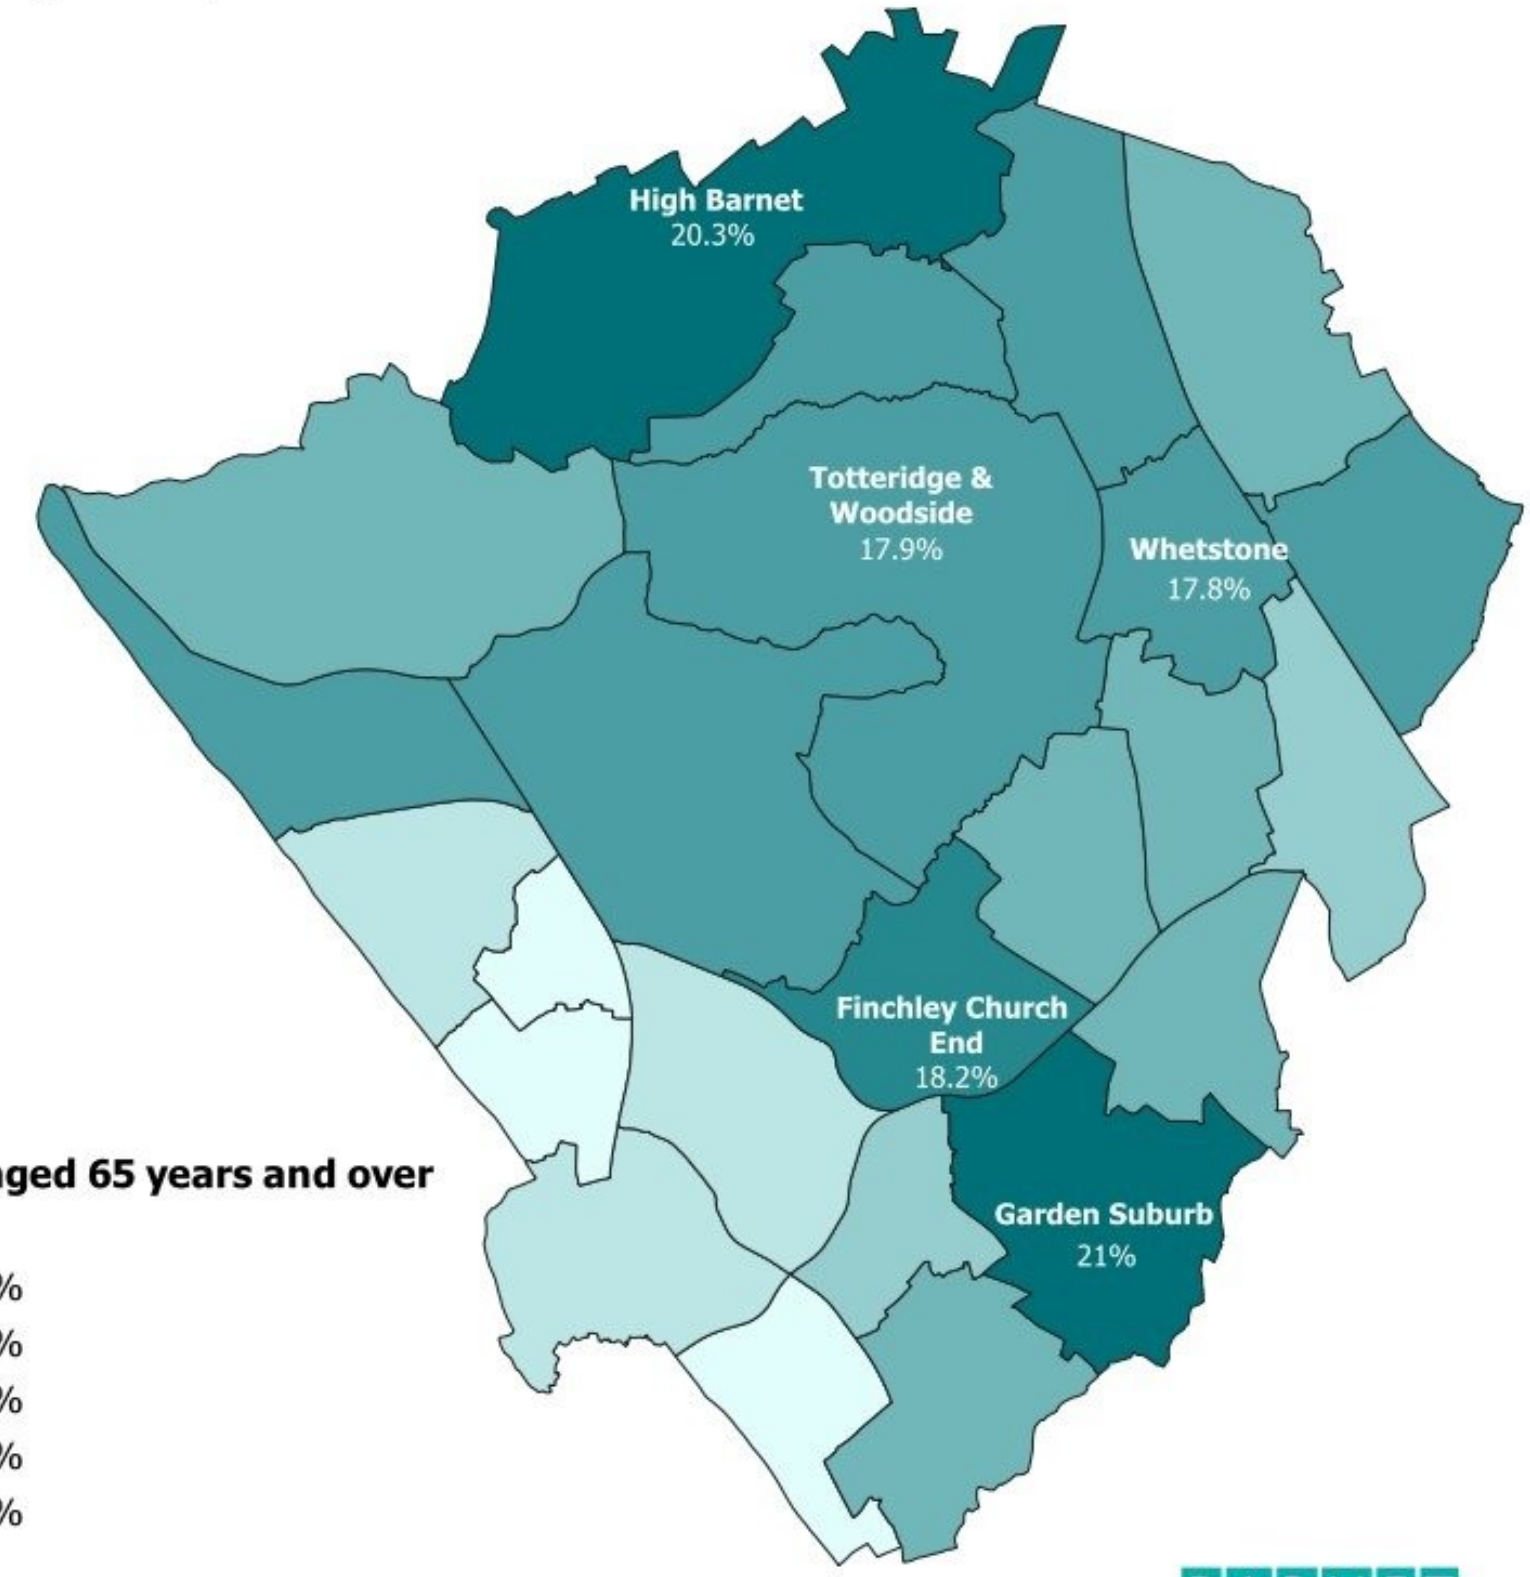 High Barnet
20.3%
Totteridge &
Woodside
17.9%
Whetstone
17.8%
Finchley Church
End
18.2%
65 years and over
Garden Suburb
21%
%
%
%
%
%